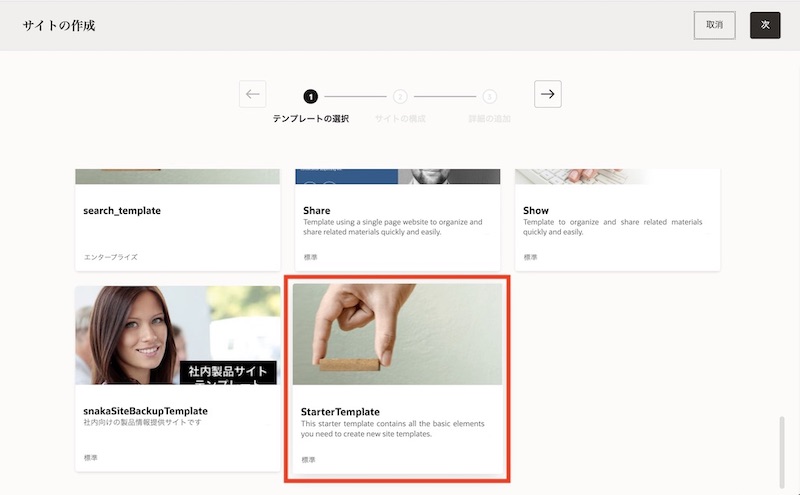 サイトの作成
取消
次
1
2
3
テンプレートの選択
サイトの構成
詳細の追加
search_template
エンタープライズ
Share
Template using a single page website to organize and
share related materials quickly and easily.
標準
Show
Template to organize and share related materials
quickly and easily.
標準
社内製品サイト
テンプレート
snakaSiteBackupTemplate
社内向けの製品情報提供サイトです
標準
StarterTemplate
This starter template contains all the basic elements
you need to create new site templates.
標準